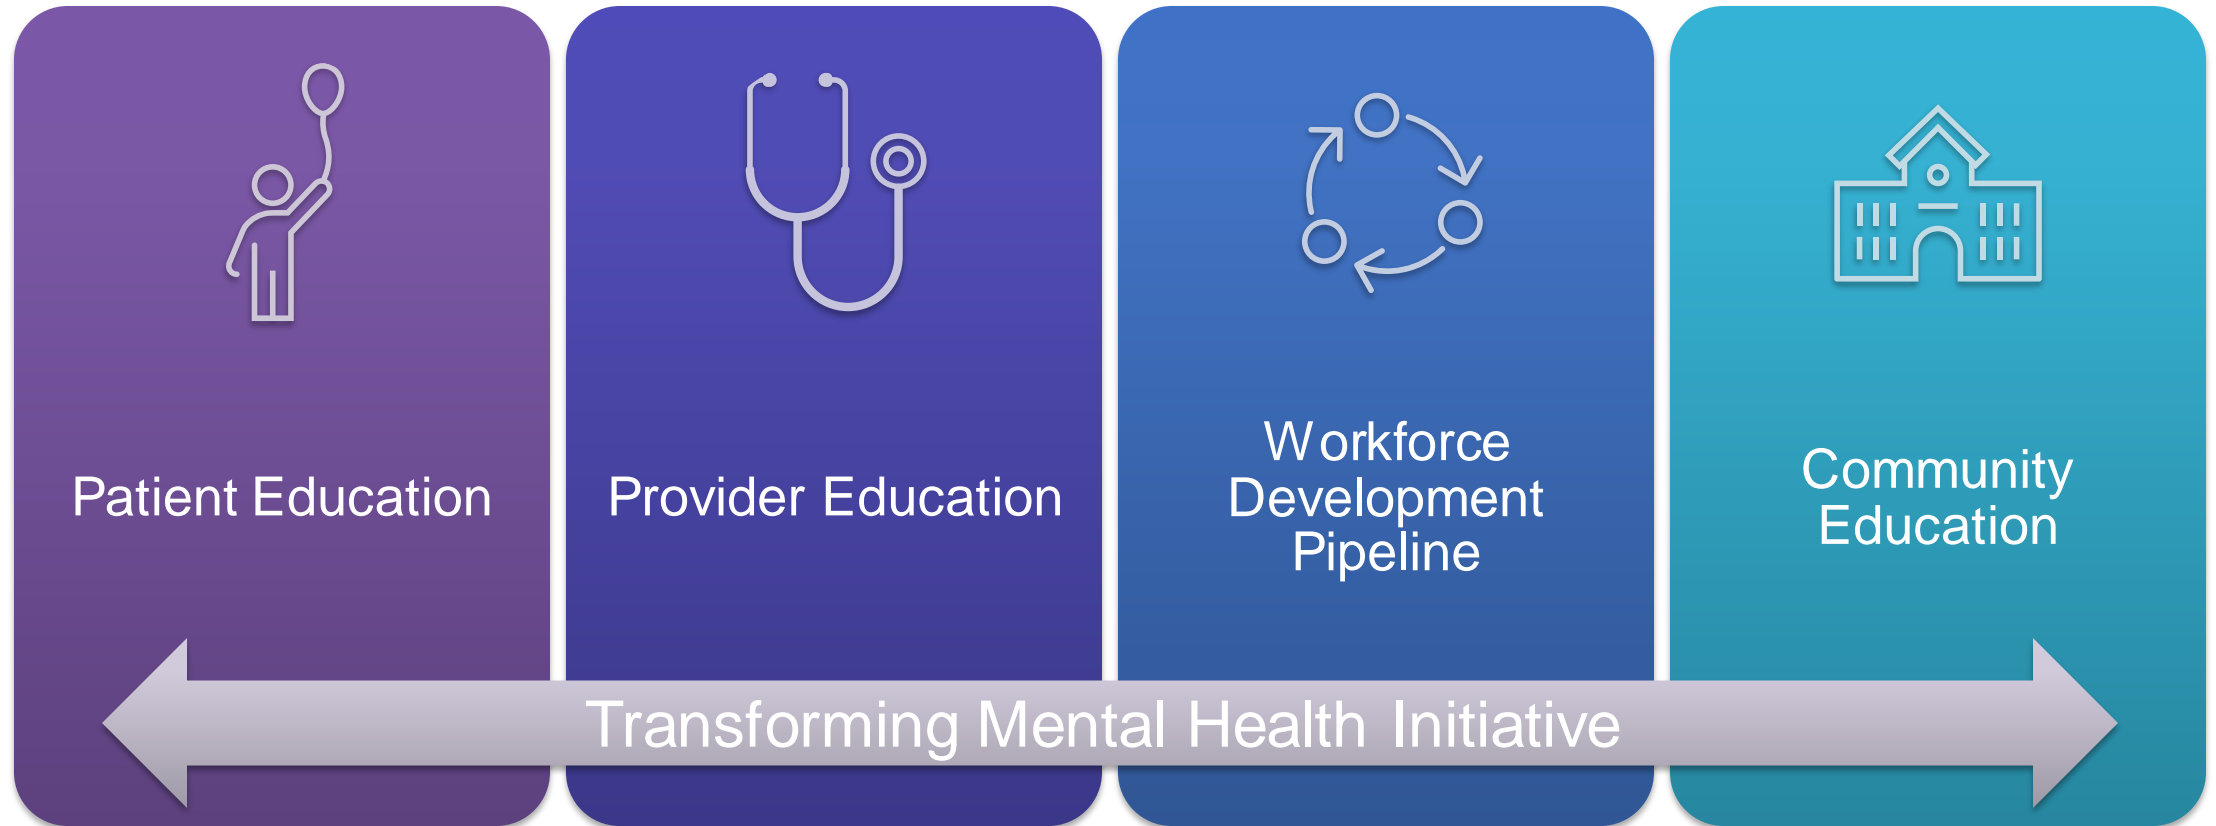 Patient Education
Provider Education
Workforce
Development
Pipeline
Community
Education
Transforming Mental Health Initiative